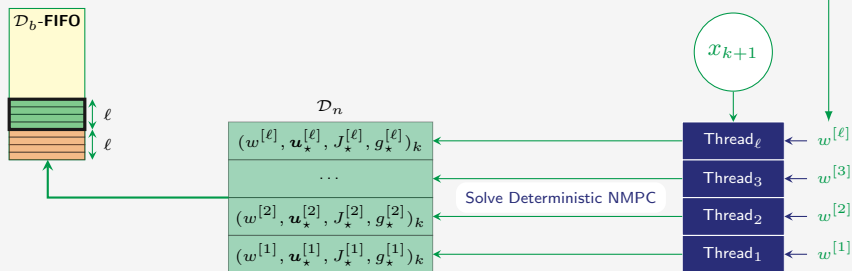 𝒟_b-FIFO
x_{k+1}
ℓ
ℓ
𝒟_n
(w^{[ℓ]}, u_⋆^{[ℓ]}, J_⋆^{[ℓ]}, g_⋆^{[ℓ]})_k
Thread_ℓ
w^{[ℓ]}
...
Thread_3
w^{[3]}
Solve Deterministic NMPC
(w^{[2]}, u_⋆^{[2]}, J_⋆^{[2]}, g_⋆^{[2]})_k
Thread_2
w^{[2]}
(w^{[1]}, u_⋆^{[1]}, J_⋆^{[1]}, g_⋆^{[1]})_k
Thread_1
w^{[1]}